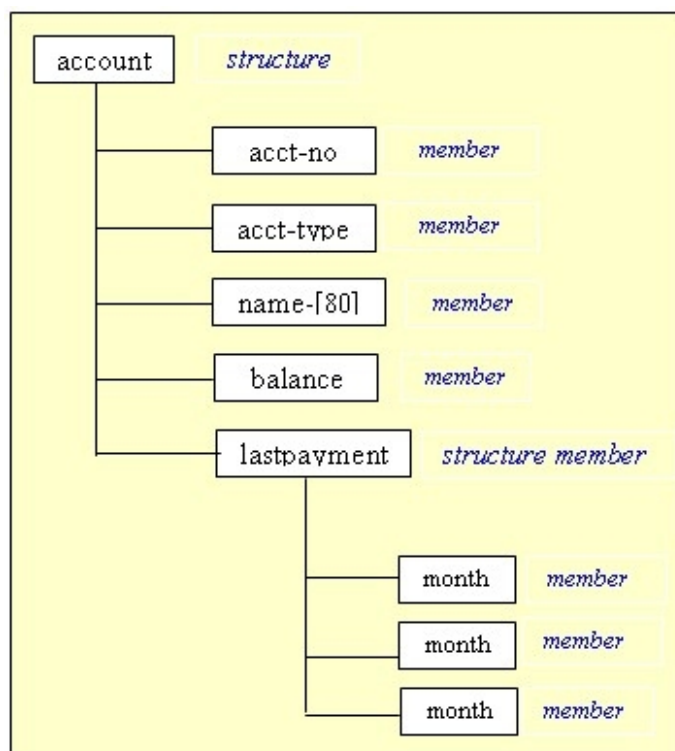 account structure
acct-no member
acct-type member
name-[80] member
balance member
lastpayment structure member
month member
month member
month member